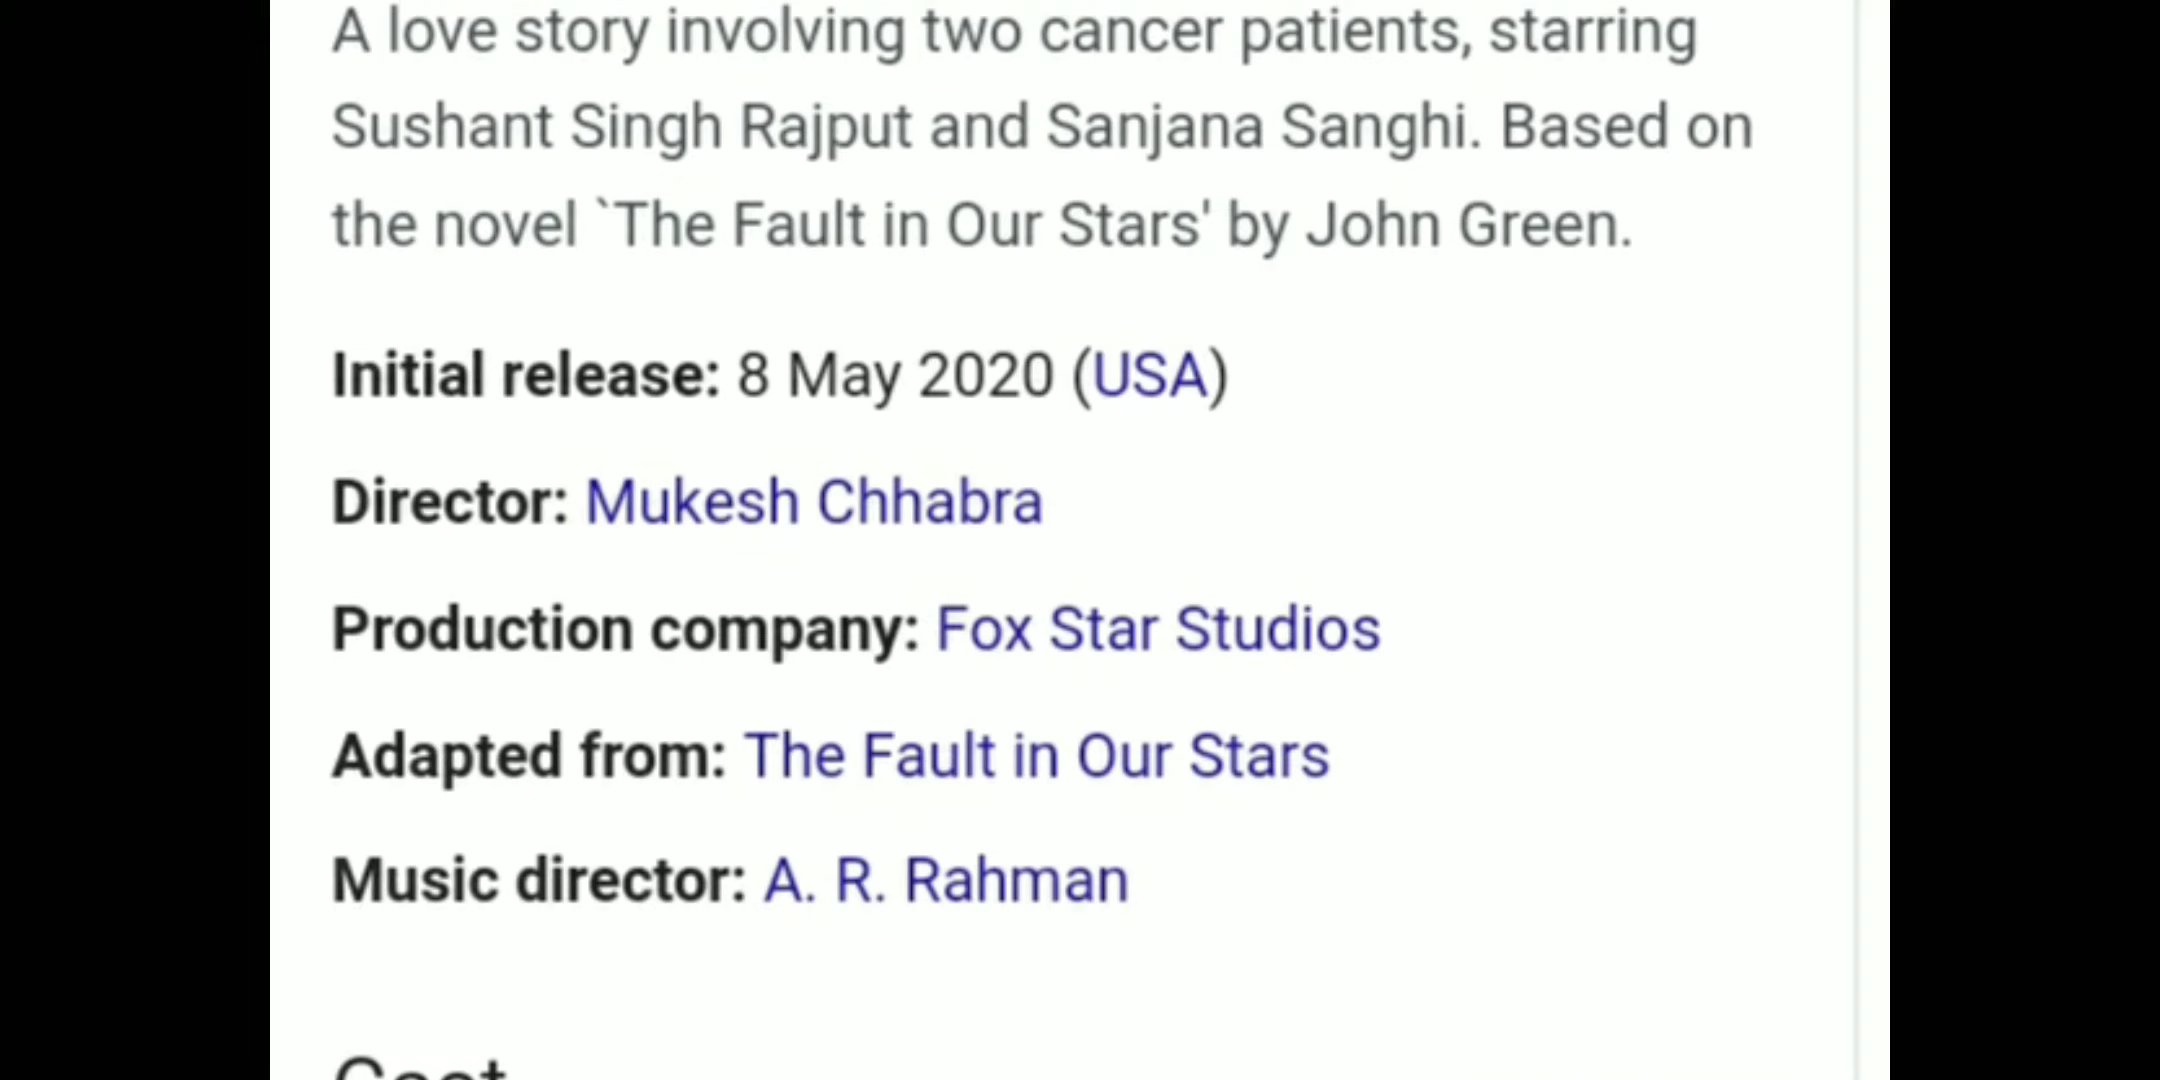 A love story involving two cancer patients, starring
Sushant Singh Rajput and Sanjana Sanghi. Based on
the novel `The Fault in Our Stars' by John Green.
Initial release: 8 May 2020 (USA)
Director: Mukesh Chhabra
Production company: Fox Star Studios
Adapted from: The Fault in Our Stars
Music director: A. R. Rahman
Cast